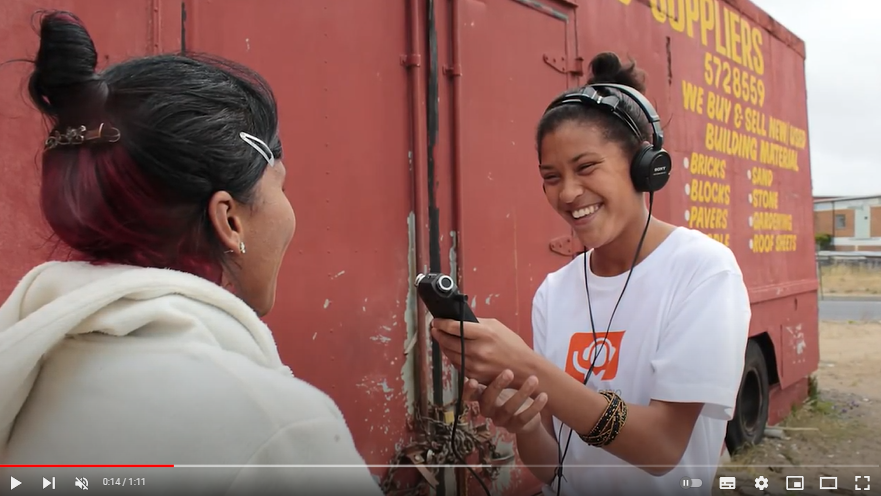 SUPPLIERS
5728559
WE BUY & SELL NEW/USED
BUILDING MATERIAL
• BRICKS • SAND
• BLOCKS • STONE
• PAVERS • GARDENING
• ROOF SHEETS
SONY
0:14 / 1:11